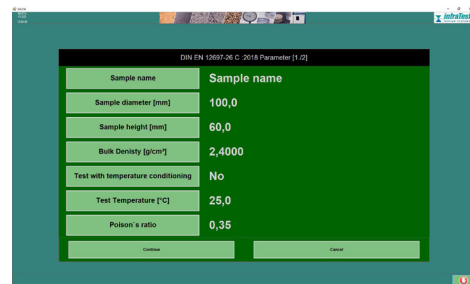 infraTest
DIN EN 12697-26 C :2018 Parameter [1 /2]
Sample name Sample name
Sample diameter [mm] 100,0
Sample height [mm] 60,0
Bulk Denisty [g/cm³] 2,4000
Test with temperature conditioning No
Test Temperature [°C] 25,0
Poison´s ratio 0,35
Continue Cancel